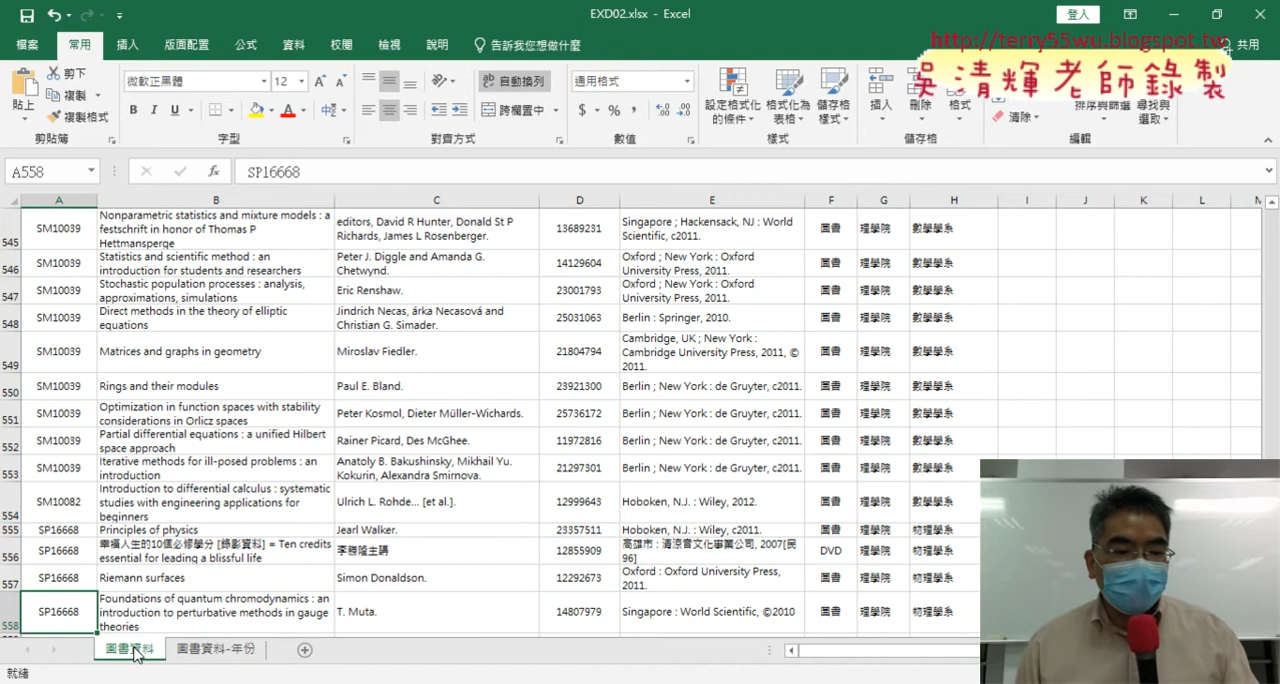 EXD02.xlsx - Excel
登入
http://terry55wu.blogspot.tw
吳清輝老師錄製
檔案 常用 插入 版面配置 公式 資料 校閱 檢視 說明 告訴我您想做什麼 共用
貼上 剪下 複製 複製格式
微軟正黑體 12
B I U
自動換列
跨欄置中
通用格式
$ %
設定格式化的條件 格式化為表格 儲存格樣式
插入 刪除 格式
清除 排序與篩選 尋找與選取
剪貼簿 字型 對齊方式 數值 樣式 儲存格 編輯
A558 fx SP16668
A B C D E F G H I J K L M
545 SM10039 Nonparametric statistics and mixture models : a festschrift in honor of Thomas P Hettmansperge editors, David R Hunter, Donald St P Richards, James L Rosenberger. 13689231 Singapore ; Hackensack, NJ : World Scientific, c2011. 圖書 理學院 數學學系
546 SM10039 Statistics and scientific method : an introduction for students and researchers Peter J. Diggle and Amanda G. Chetwynd. 14129604 Oxford ; New York : Oxford University Press, 2011. 圖書 理學院 數學學系
547 SM10039 Stochastic population processes : analysis, approximations, simulations Eric Renshaw. 23001793 Oxford ; New York : Oxford University Press, 2011. 圖書 理學院 數學學系
548 SM10039 Direct methods in the theory of elliptic equations Jindrich Necas, árka Necasová and Christian G. Simader. 25031063 Berlin : Springer, 2010. 圖書 理學院 數學學系
549 SM10039 Matrices and graphs in geometry Miroslav Fiedler. 21804794 Cambridge, UK ; New York : Cambridge University Press, 2011, © 2011. 圖書 理學院 數學學系
550 SM10039 Rings and their modules Paul E. Bland. 23921300 Berlin ; New York : de Gruyter, c2011. 圖書 理學院 數學學系
551 SM10039 Optimization in function spaces with stability considerations in Orlicz spaces Peter Kosmol, Dieter Müller-Wichards. 25736172 Berlin ; New York : de Gruyter, c2011. 圖書 理學院 數學學系
552 SM10039 Partial differential equations : a unified Hilbert space approach Rainer Picard, Des McGhee. 11972816 Berlin ; New York : de Gruyter, c2011. 圖書 理學院 數學學系
553 SM10039 Iterative methods for ill-posed problems : an introduction Anatoly B. Bakushinsky, Mikhail Yu. Kokurin, Alexandra Smirnova. 21297301 Berlin ; New York : de Gruyter, c2011. 圖書 理學院 數學學系
554 SM10082 Introduction to differential calculus : systematic studies with engineering applications for beginners Ulrich L. Rohde... [et al.]. 12999643 Hoboken, N.J. : Wiley, 2012. 圖書 理學院 數學學系
555 SP16668 Principles of physics Jearl Walker. 23357511 Hoboken, N.J. : Wiley, c2011. 圖書 理學院 物理學系
556 SP16668 幸福人生的10個必修學分 [錄影資料] = Ten credits essential for leading a blissful life 李勝隆主講 12855909 高雄市 : 清涼音文化事業公司, 2007[民96] DVD 理學院 物理學系
557 SP16668 Riemann surfaces Simon Donaldson. 12292673 Oxford : Oxford University Press, 2011. 圖書 理學院 物理學系
558 SP16668 Foundations of quantum chromodynamics : an introduction to perturbative methods in gauge theories T. Muta. 14807979 Singapore : World Scientific, ©2010 圖書 理學院 物理學系
圖書資料 圖書資料-年份
就緒